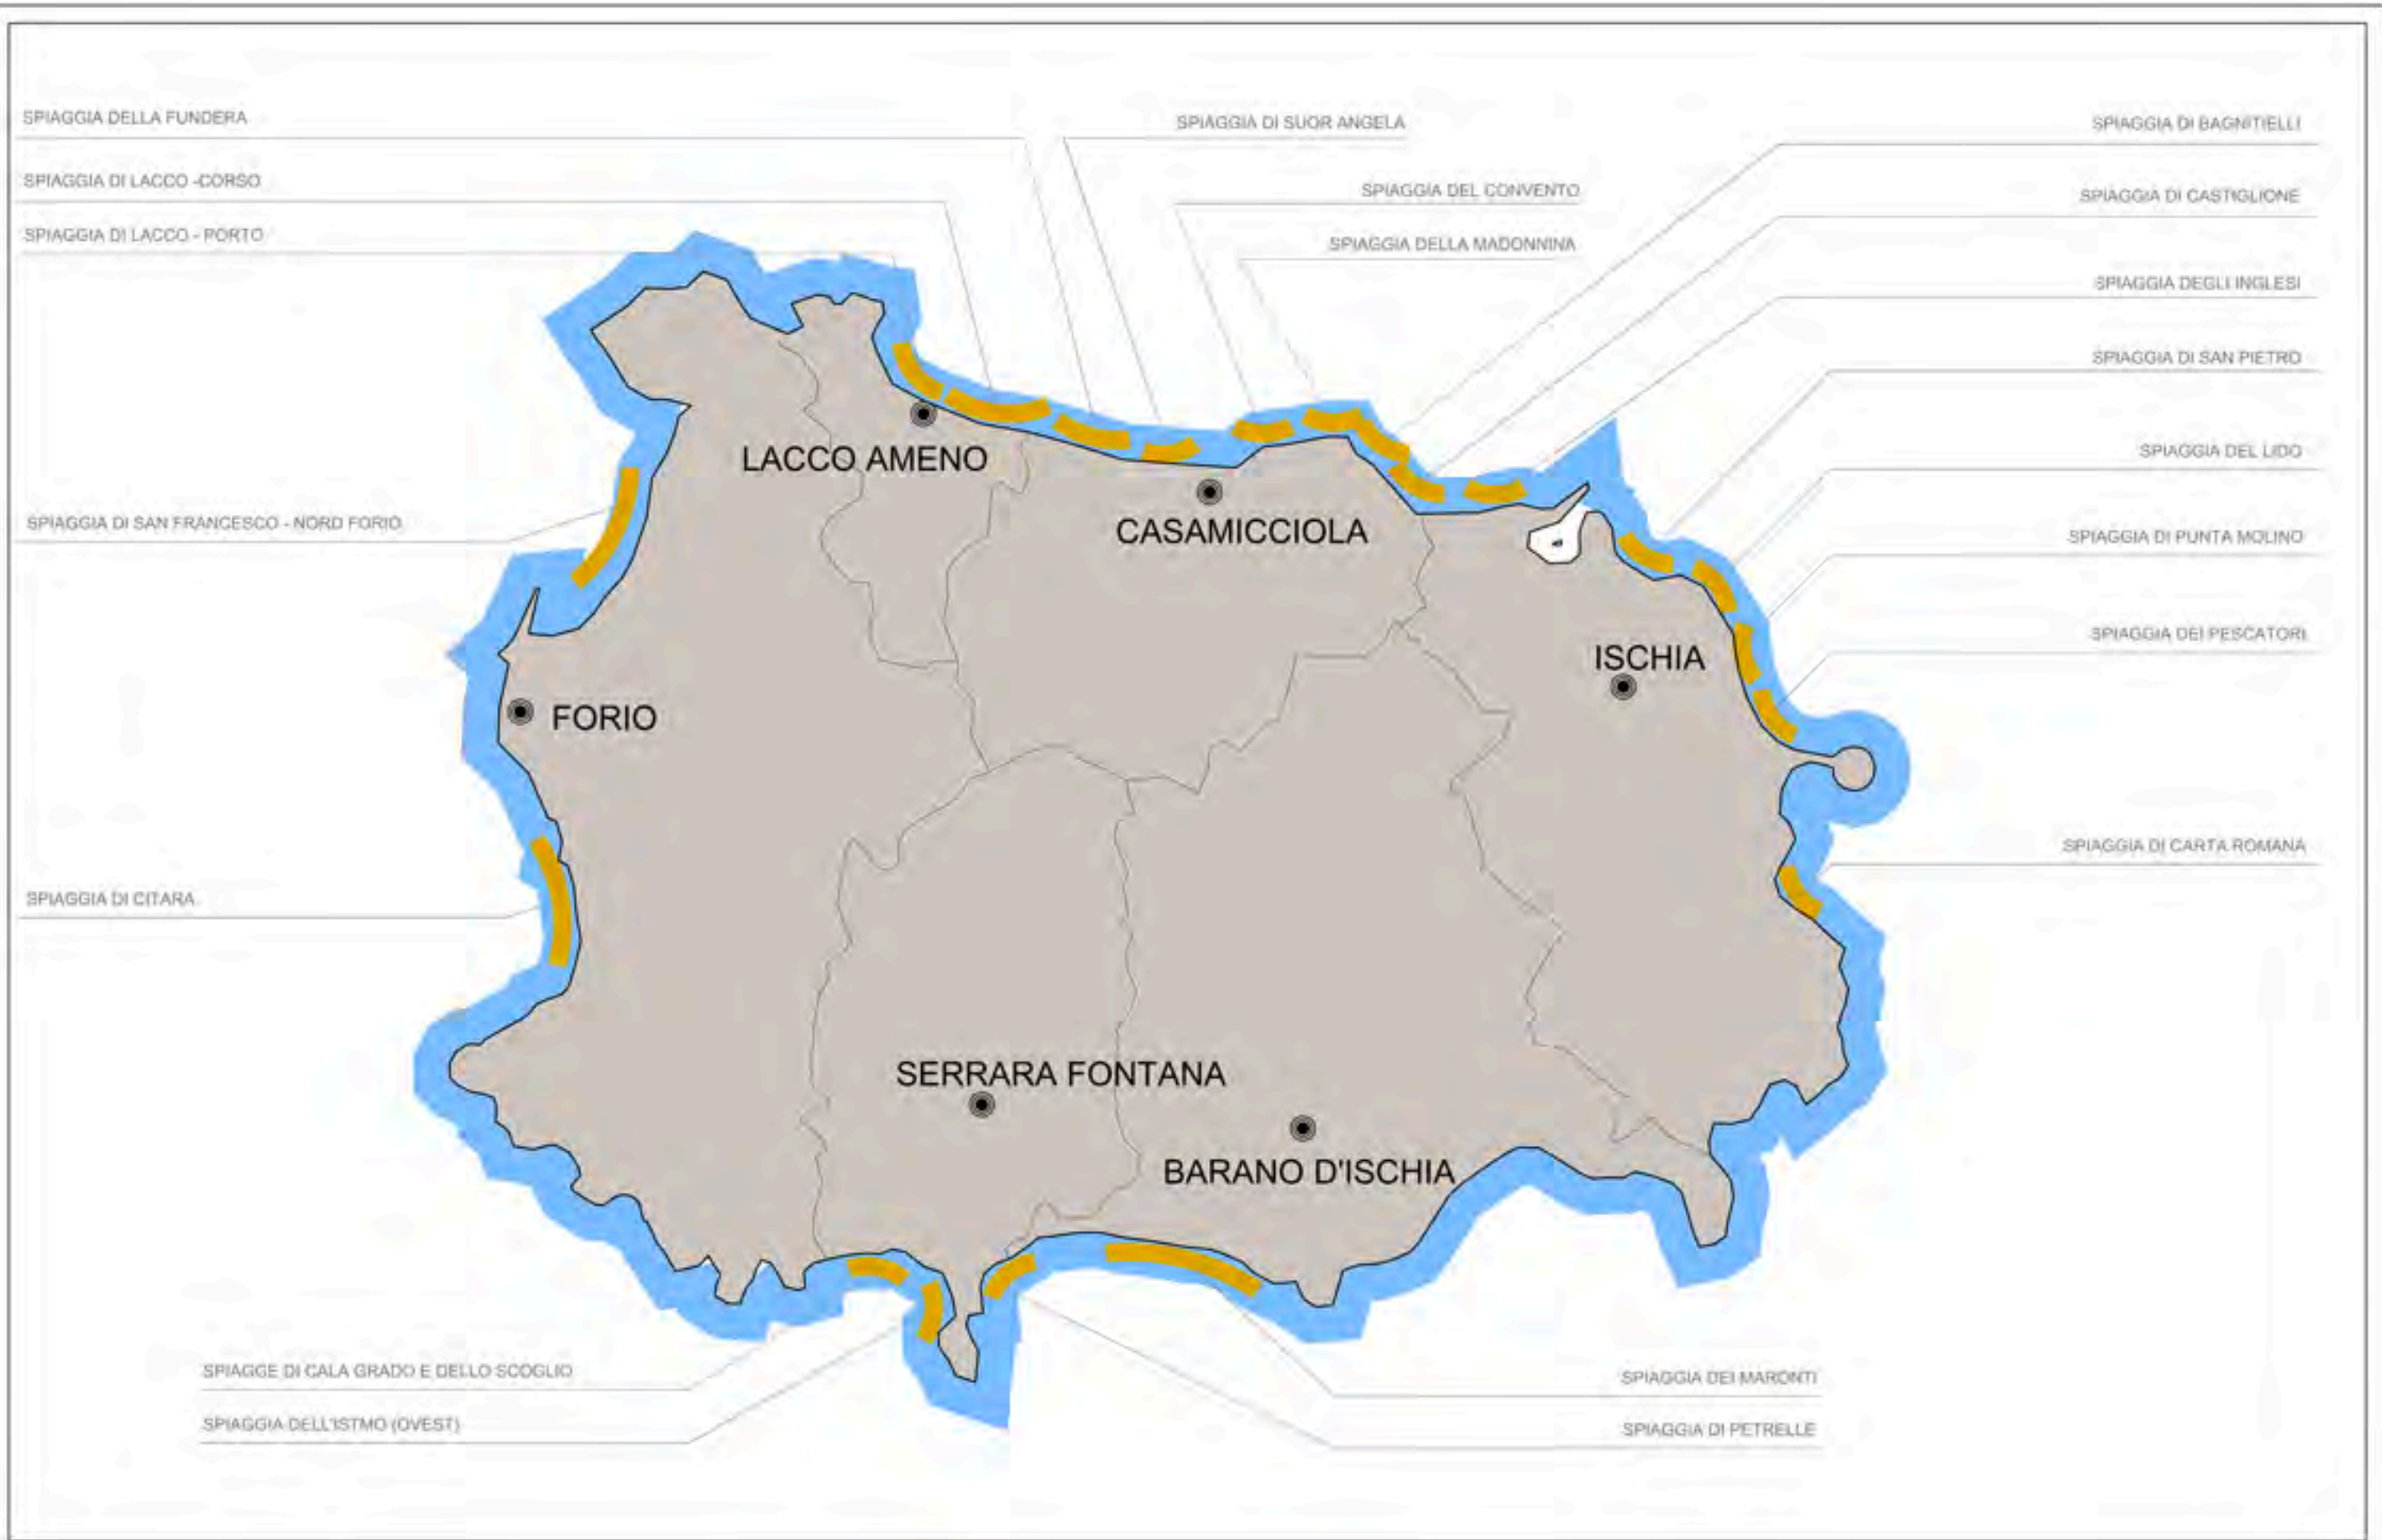 SPIAGGIA DELLA FUNDERA
SPIAGGIA DI SUOR ANGELA
SPIAGGIA DI BAGNITIELLI
SPIAGGIA DI LACCO -CORSO
SPIAGGIA DEL CONVENTO
SPIAGGIA DI CASTIGLIONE
SPIAGGIA DI LACCO - PORTO
SPIAGGIA DELLA MADONNINA
SPIAGGIA DEGLI INGLESI
SPIAGGIA DI SAN PIETRO
LACCO AMENO
SPIAGGIA DEL LIDO
SPIAGGIA DI SAN FRANCESCO - NORD FORIO
CASAMICCIOLA
SPIAGGIA DI PUNTA MOLINO
SPIAGGIA DEI PESCATORI
ISCHIA
FORIO
SPIAGGIA DI CARTA ROMANA
SPIAGGIA DI CITARA
SERRARA FONTANA
BARANO D'ISCHIA
SPIAGGE DI CALA GRADO E DELLO SCOGLIO
SPIAGGIA DEI MARONTI
SPIAGGIA DELL'ISTMO (OVEST)
SPIAGGIA DI PETRELLE